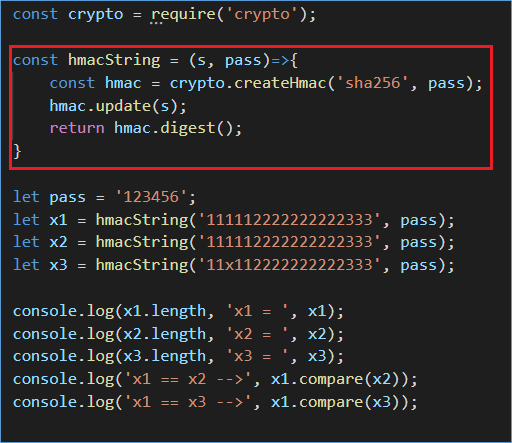 const crypto = require('crypto');
const hmacString = (s, pass)=>{
const hmac = crypto.createHmac('sha256', pass);
hmac.update(s);
return hmac.digest();
}
let pass = '123456';
let x1 = hmacString('111112222222222333', pass);
let x2 = hmacString('111112222222222333', pass);
let x3 = hmacString('11x112222222222333', pass);
console.log(x1.length, 'x1 = ', x1);
console.log(x2.length, 'x2 = ', x2);
console.log(x3.length, 'x3 = ', x3);
console.log('x1 == x2 -->', x1.compare(x2));
console.log('x1 == x3 -->', x1.compare(x3));